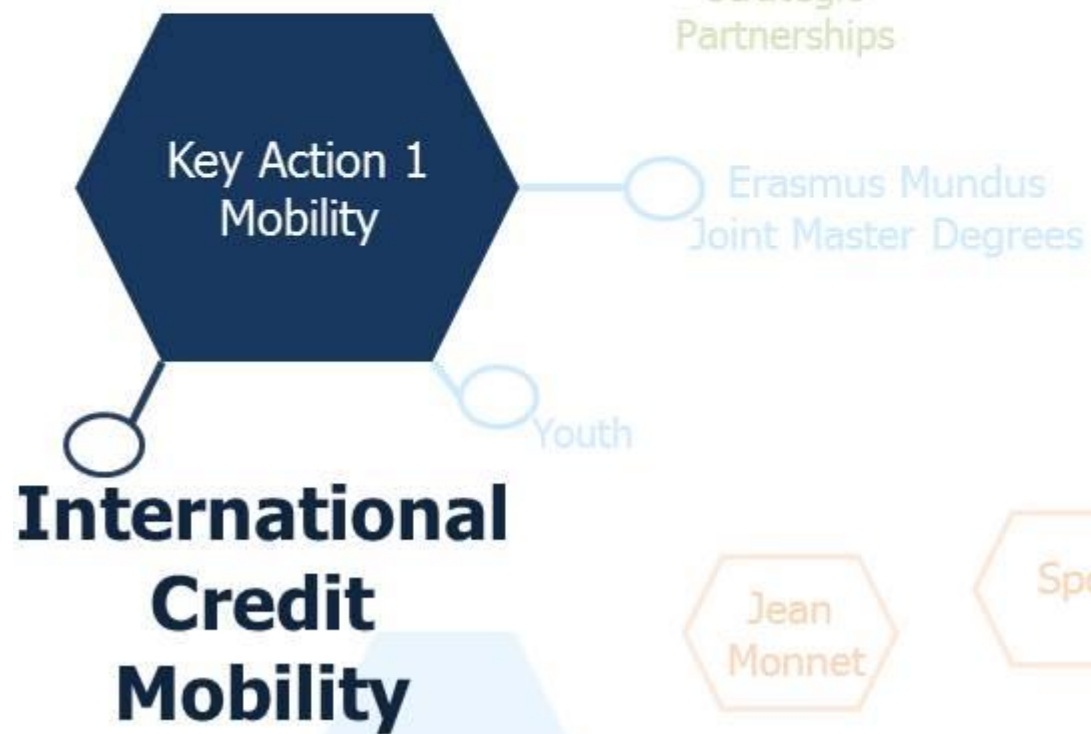 Partnerships
Key Action 1
Mobility
Erasmus Mundus
Joint Master Degrees
Youth
International
Credit
Mobility
Jean
Monnet